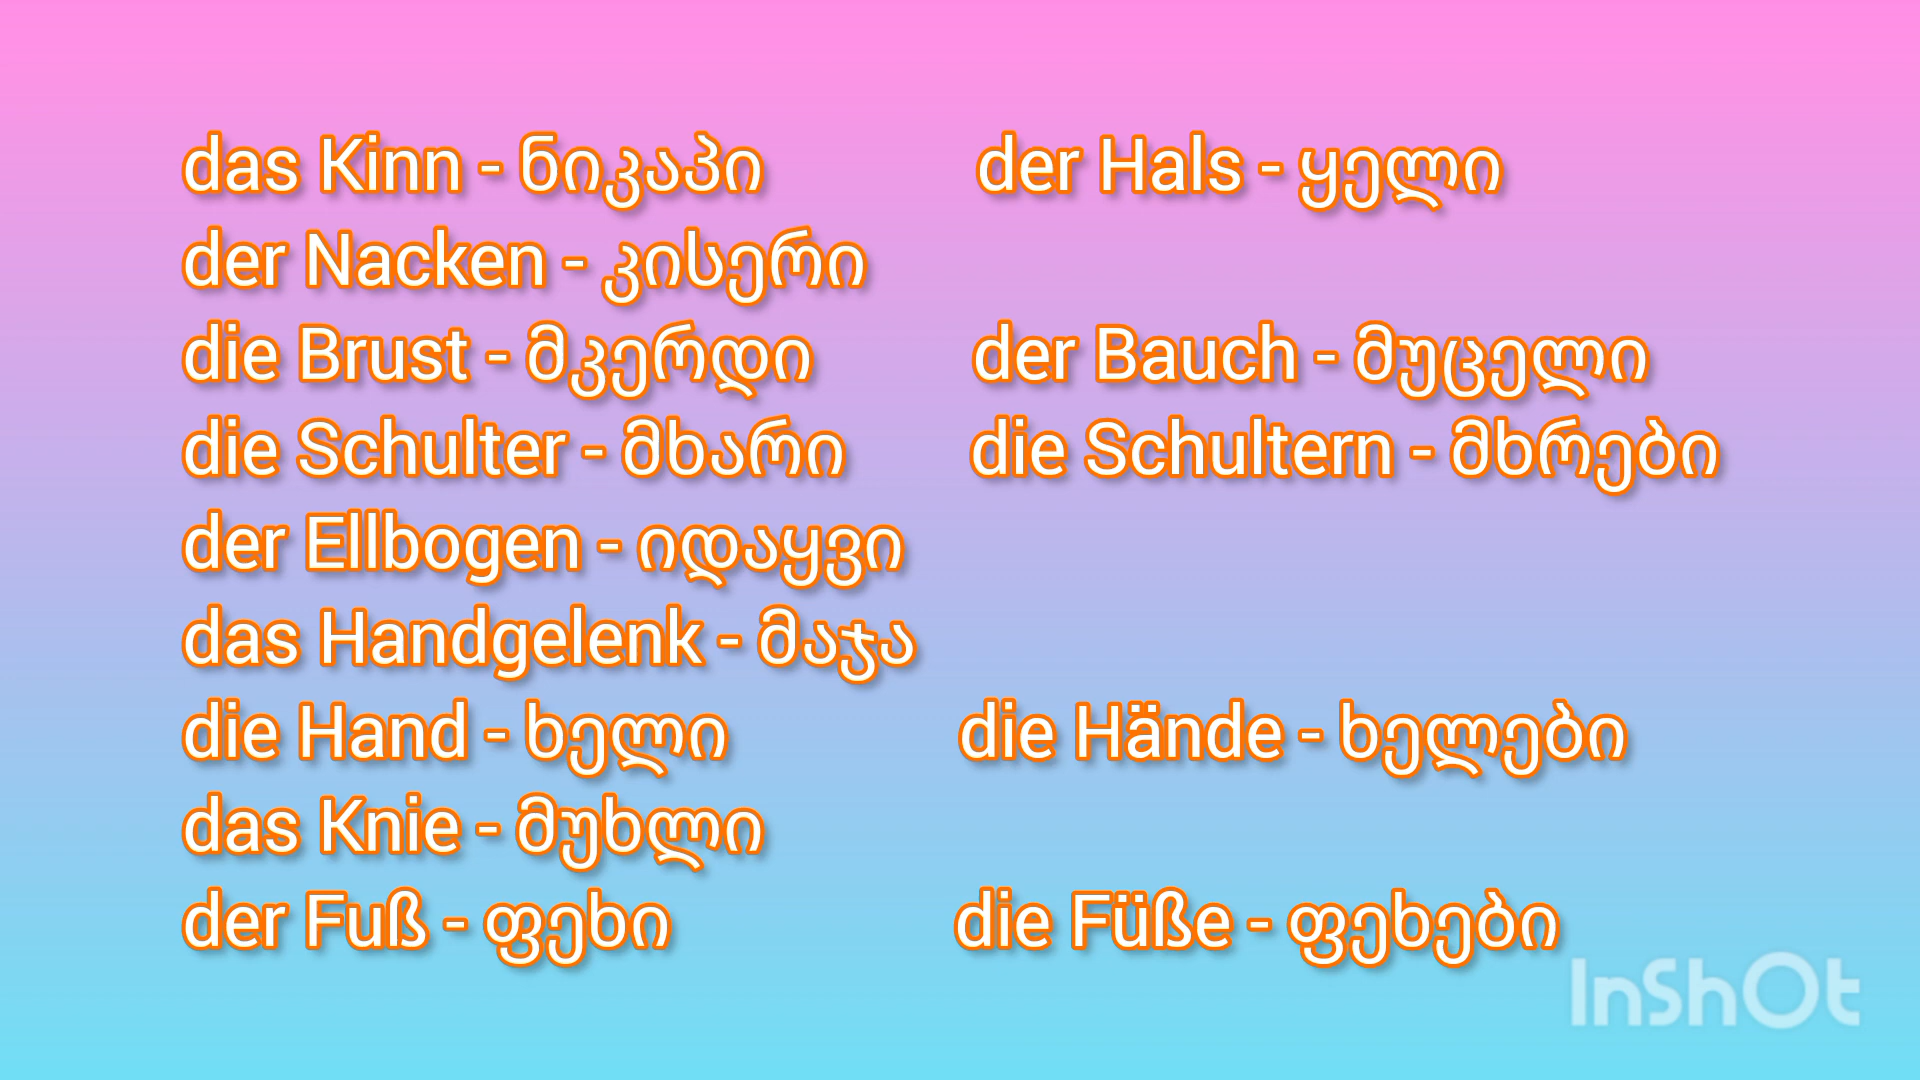 das Kinn - ნიკაპი der Hals - ყელი
der Nacken - კისერი
die Brust - მკერდი der Bauch - მუცელი
die Schulter - მხარი die Schultern - მხრები
der Ellbogen - იდაყვი
das Handgelenk - მაჯა
die Hand - ხელი die Hände - ხელები
das Knie - მუხლი
der Fuß - ფეხი die Füße - ფეხები
InShOt